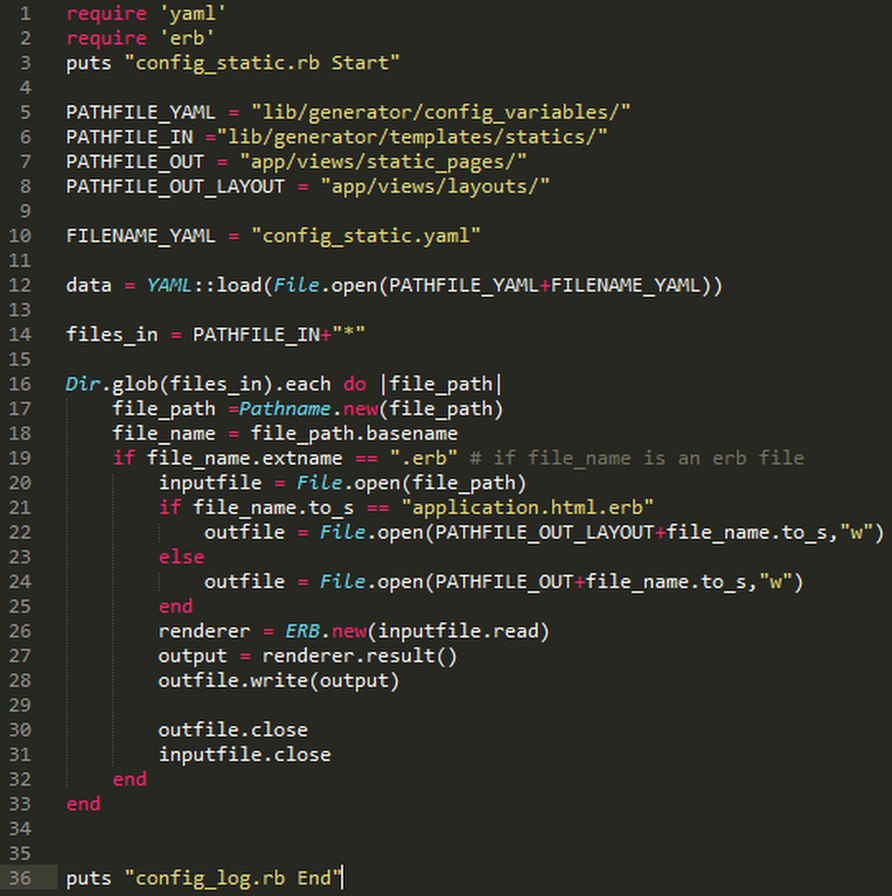 1 require 'yaml'
2 require 'erb'
3 puts "config_static.rb Start"
4
5 PATHFILE_YAML = "lib/generator/config_variables/"
6 PATHFILE_IN ="lib/generator/templates/statics/"
7 PATHFILE_OUT = "app/views/static_pages/"
8 PATHFILE_OUT_LAYOUT = "app/views/layouts/"
9
10 FILENAME_YAML = "config_static.yaml"
11
12 data = YAML::load(File.open(PATHFILE_YAML+FILENAME_YAML))
13
14 files_in = PATHFILE_IN+"*"
15
16 Dir.glob(files_in).each do |file_path|
17     file_path =Pathname.new(file_path)
18     file_name = file_path.basename
19     if file_name.extname == ".erb" # if file_name is an erb file
20         inputfile = File.open(file_path)
21         if file_name.to_s == "application.html.erb"
22             outfile = File.open(PATHFILE_OUT_LAYOUT+file_name.to_s,"w")
23         else
24             outfile = File.open(PATHFILE_OUT+file_name.to_s,"w")
25         end
26         renderer = ERB.new(inputfile.read)
27         output = renderer.result()
28         outfile.write(output)
29
30         outfile.close
31         inputfile.close
32     end
33 end
34
35
36 puts "config_log.rb End"